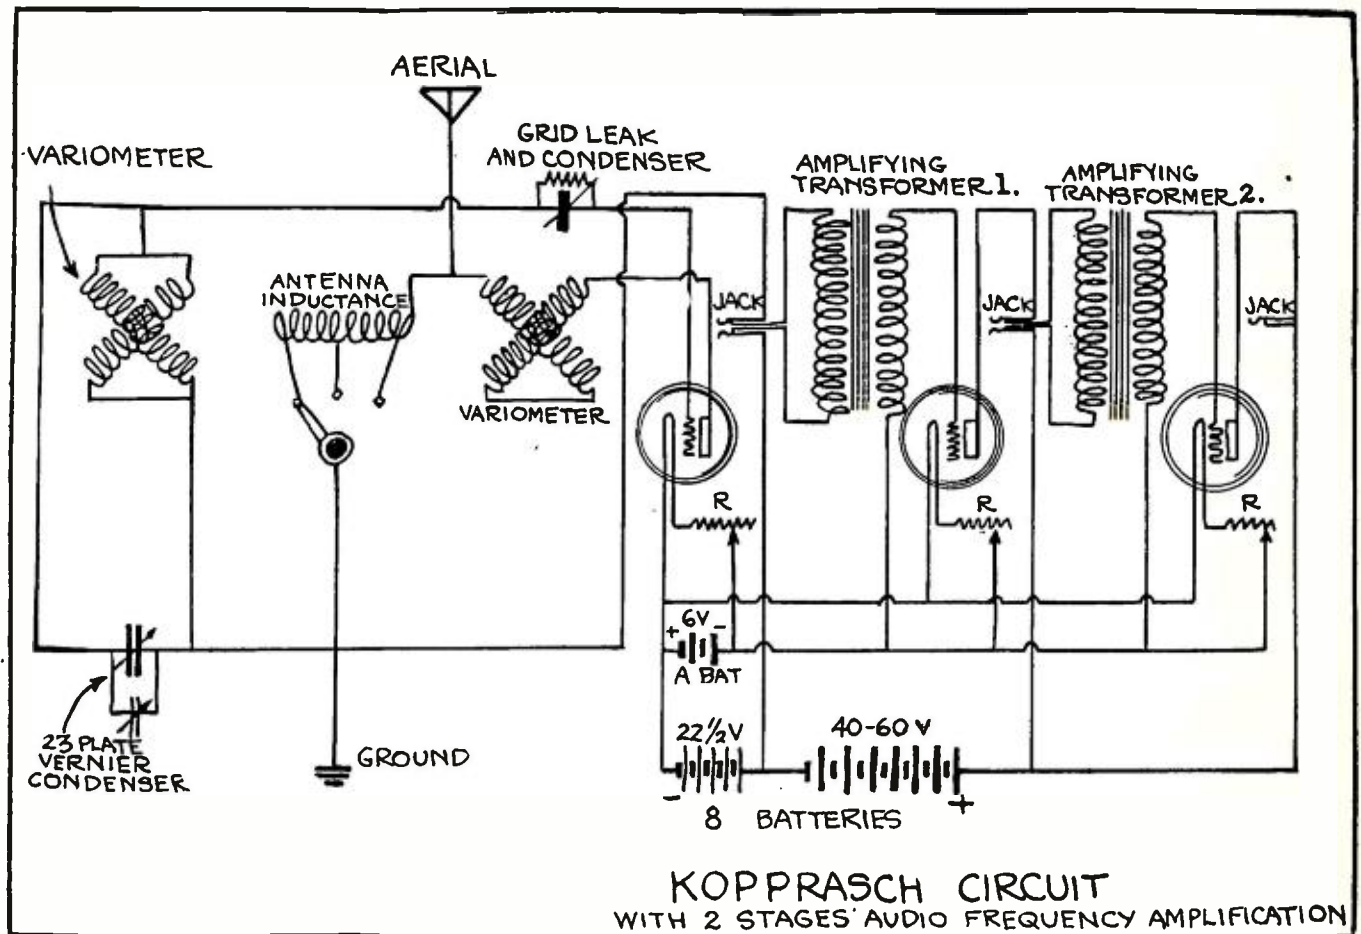 AERIAL
VARIOMETER
GRID LEAK
AND CONDENSER
AMPLIFYING
TRANSFORMER 1.
AMPLIFYING
TRANSFORMER 2.
ANTENNA
INDUCTANCE
JACK
JACK
JACK
VARIOMETER
R
R
R
+ 6V -
A BAT
23 PLATE
VERNIER
CONDENSER
GROUND
22½V
40-60 V
- +
8 BATTERIES
KOPPRASCH CIRCUIT
WITH 2 STAGES' AUDIO FREQUENCY AMPLIFICATION